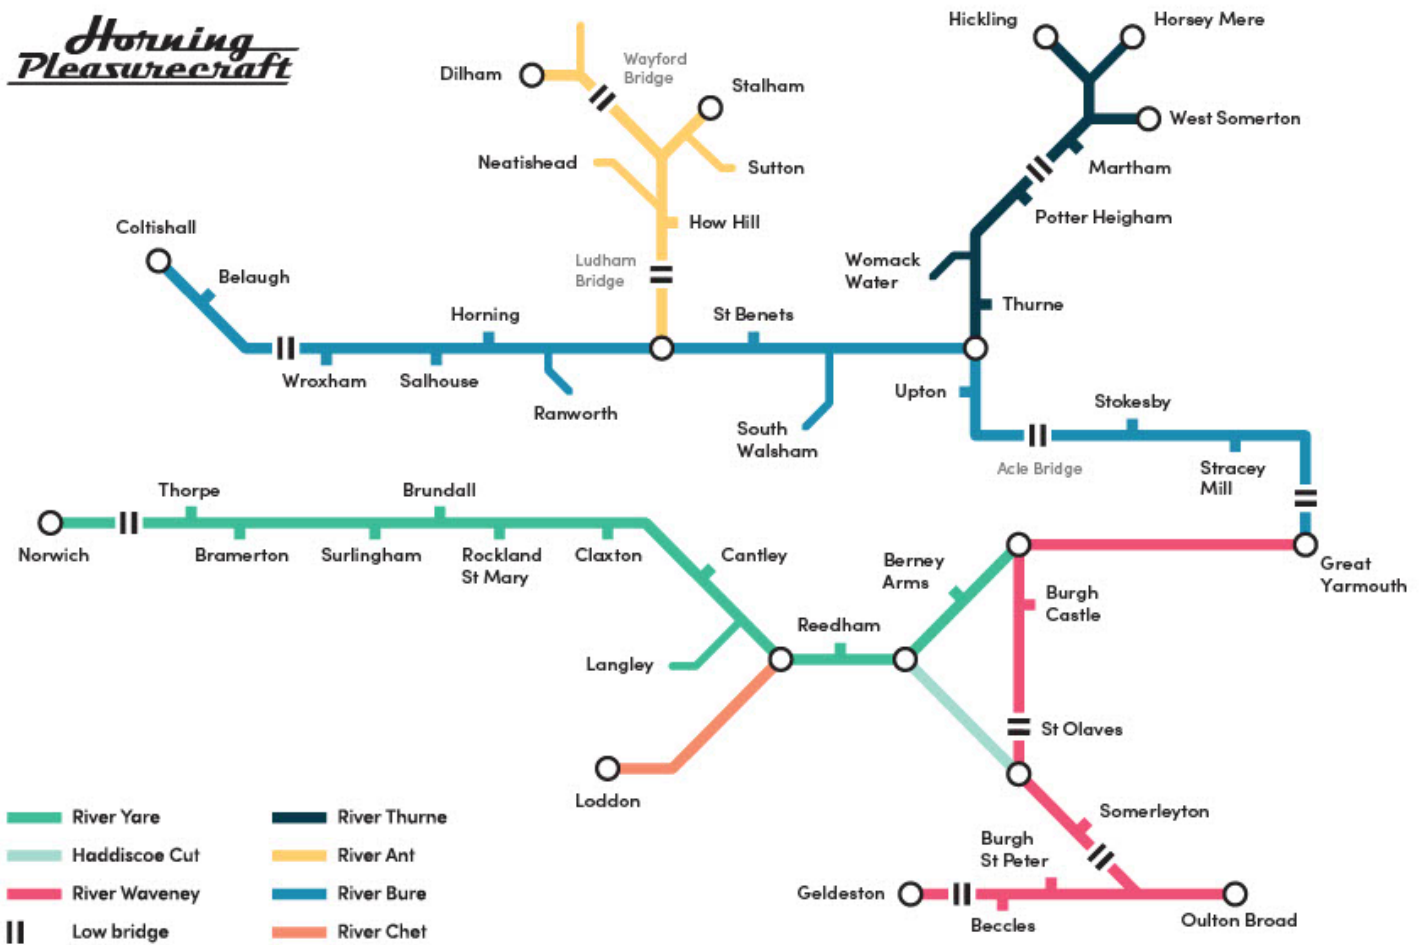 Horning
Pleasurecraft
Hickling
Horsey Mere
Dilham
Wayford
Bridge
Stalham
West Somerton
Neatishead
Sutton
Martham
Potter Heigham
How Hill
Coltishall
Belaugh
Ludham
Bridge
Womack
Water
Thurne
Horning
St Benets
Wroxham
Salhouse
Ranworth
Upton
South
Walsham
Stokesby
Acle Bridge
Stracey
Mill
Thorpe
Brundall
Norwich
Bramerton
Surlingham
Rockland
St Mary
Claxton
Cantley
Berney
Arms
Great
Yarmouth
Burgh
Castle
Reedham
Langley
St Olaves
Loddon
Somerleyton
Burgh
St Peter
Geldeston
Beccles
Oulton Broad
River Yare
Haddiscoe Cut
River Waveney
Low bridge
River Thurne
River Ant
River Bure
River Chet